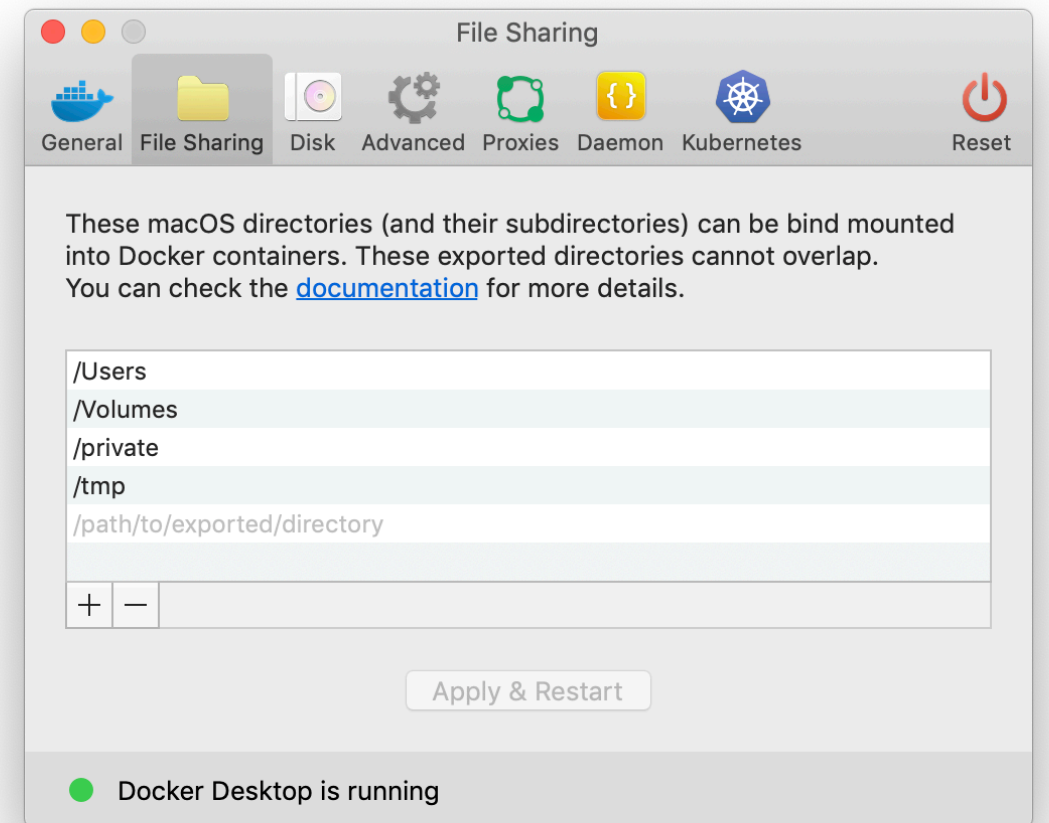 File Sharing
General File Sharing Disk Advanced Proxies Daemon Kubernetes Reset
These macOS directories (and their subdirectories) can be bind mounted
into Docker containers. These exported directories cannot overlap.
You can check the documentation for more details.
/Users
/Volumes
/private
/tmp
/path/to/exported/directory
Apply & Restart
Docker Desktop is running